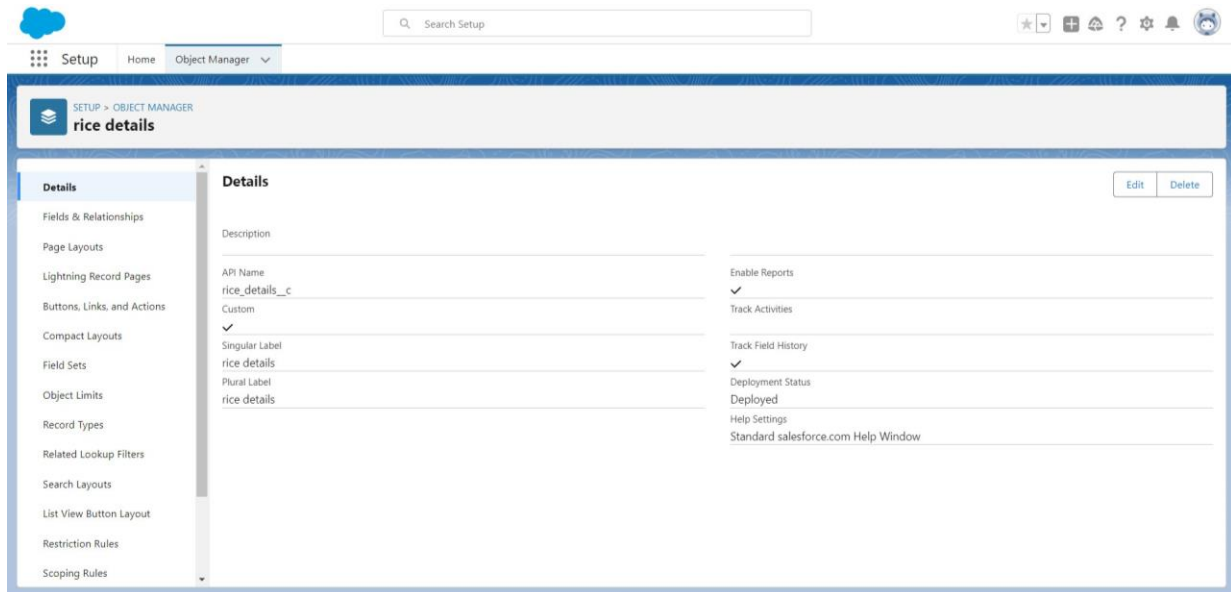 Search Setup
Setup
Home
Object Manager
SETUP > OBJECT MANAGER
rice details
Details
Fields & Relationships
Page Layouts
Lightning Record Pages
Buttons, Links, and Actions
Compact Layouts
Field Sets
Object Limits
Record Types
Related Lookup Filters
Search Layouts
List View Button Layout
Restriction Rules
Scoping Rules
Details
Edit
Delete
Description
API Name
rice_details__c
Custom
Singular Label
rice details
Plural Label
rice details
Enable Reports
Track Activities
Track Field History
Deployment Status
Deployed
Help Settings
Standard salesforce.com Help Window